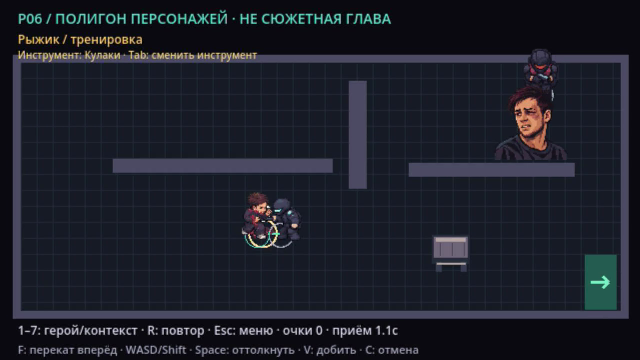 P06 / ПОЛИГОН ПЕРСОНАЖЕЙ · НЕ СЮЖЕТНАЯ ГЛАВА
Рыжик / тренировка
Инструмент: Кулаки · Tab: сменить инструмент
→
1–7: герой/контекст · R: повтор · Esc: меню · очки 0 · приём 1.1с
F: перекат вперёд · WASD/Shift · Space: оттолкнуть · V: добить · C: отмена